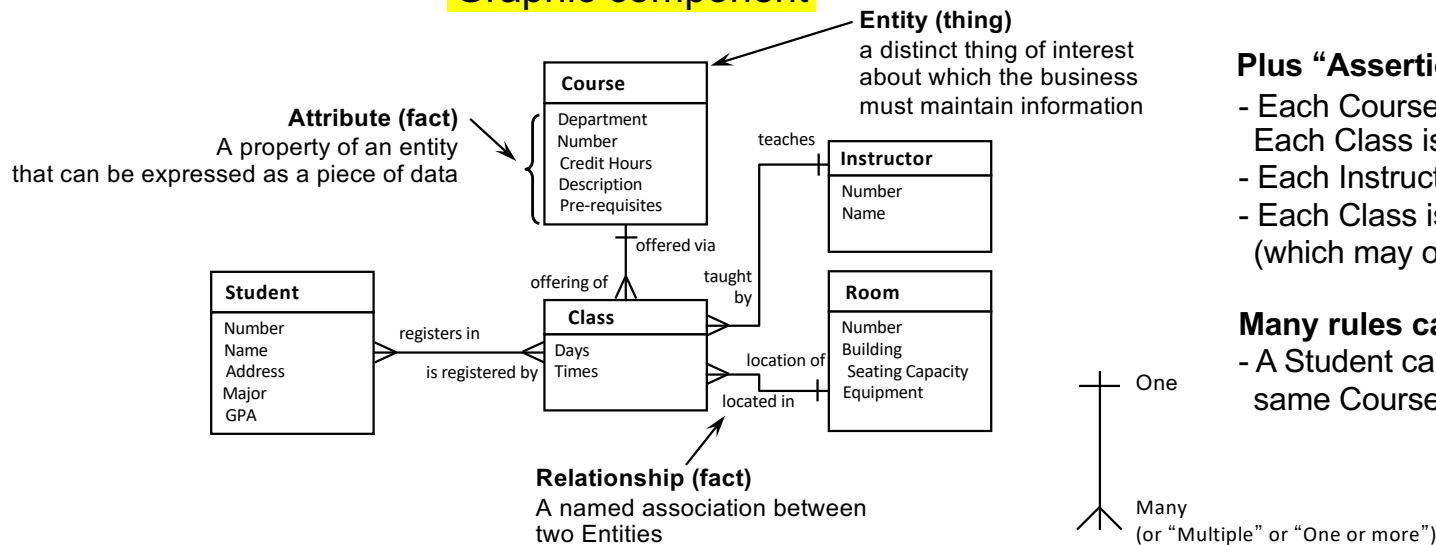 Graphic component
Entity (thing)
a distinct thing of interest
about which the business
must maintain information
Attribute (fact)
A property of an entity
that can be expressed as a piece of data
Course
Department
Number
Credit Hours
Description
Pre-requisites
teaches
Instructor
Number
Name
offered via
offering of
taught
by
Student
Number
Name
Address
Major
GPA
registers in
is registered by
Class
Days
Times
location of
located in
Room
Number
Building
Seating Capacity
Equipment
Relationship (fact)
A named association between
two Entities
Plus “Asserti
- Each Course
Each Class is
- Each Instruct
- Each Class is
(which may o
Many rules ca
- A Student ca
same Course
One
Many
(or “Multiple” or “One or more”)